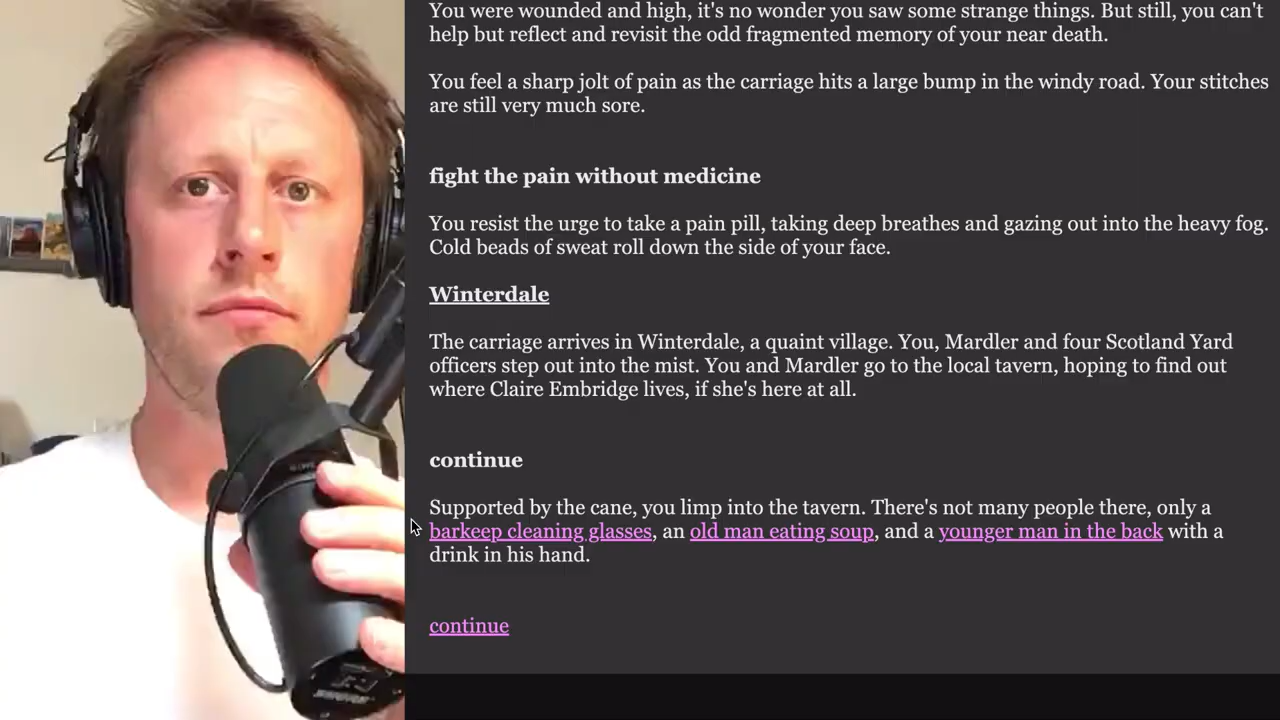 You were wounded and high, it's no wonder you saw some strange things. But still, you can't
help but reflect and revisit the odd fragmented memory of your near death.
You feel a sharp jolt of pain as the carriage hits a large bump in the windy road. Your stitches
are still very much sore.
fight the pain without medicine
You resist the urge to take a pain pill, taking deep breathes and gazing out into the heavy fog.
Cold beads of sweat roll down the side of your face.
Winterdale
The carriage arrives in Winterdale, a quaint village. You, Mardler and four Scotland Yard
officers step out into the mist. You and Mardler go to the local tavern, hoping to find out
where Claire Embridge lives, if she's here at all.
continue
Supported by the cane, you limp into the tavern. There's not many people there, only a
barkeep cleaning glasses, an old man eating soup, and a younger man in the back with a
drink in his hand.
continue